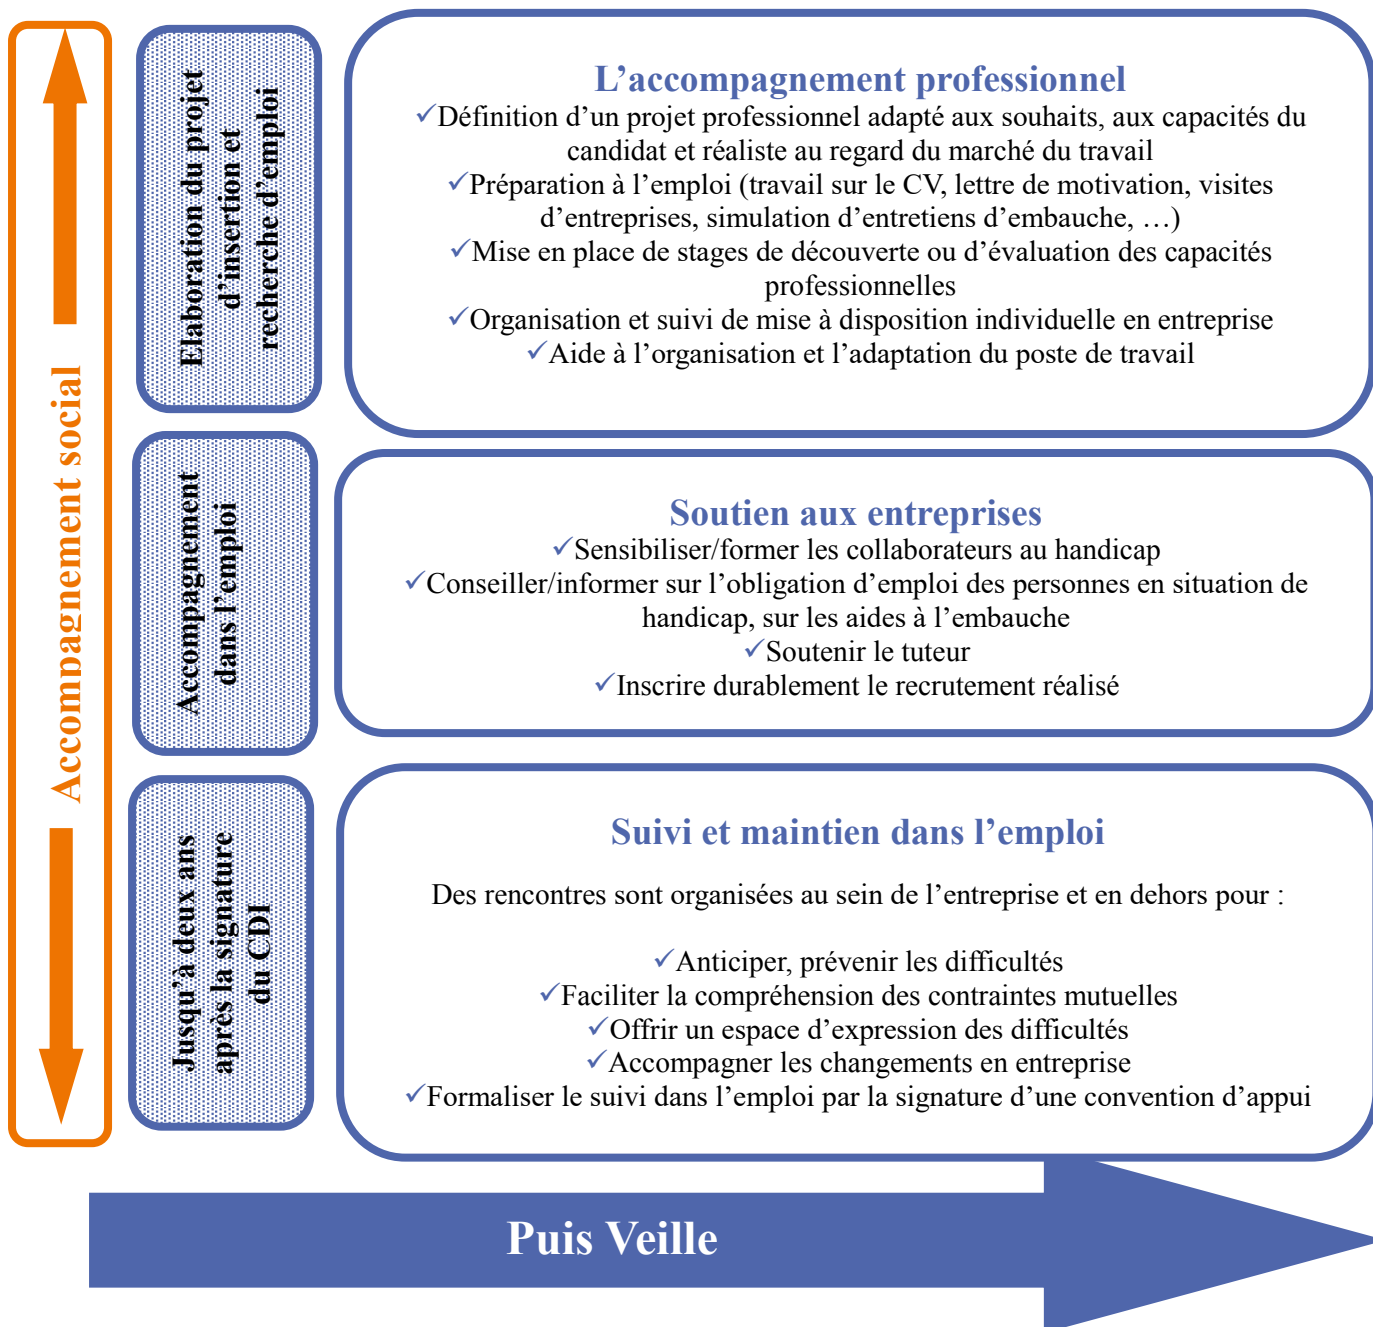 Accompagnement social
Elaboration du projet
d’insertion et
recherche d’emploi
L’accompagnement professionnel
✓Définition d’un projet professionnel adapté aux souhaits, aux capacités du
candidat et réaliste au regard du marché du travail
✓Préparation à l’emploi (travail sur le CV, lettre de motivation, visites
d’entreprises, simulation d’entretiens d’embauche, …)
✓Mise en place de stages de découverte ou d’évaluation des capacités
professionnelles
✓Organisation et suivi de mise à disposition individuelle en entreprise
✓Aide à l’organisation et l’adaptation du poste de travail
Accompagnement
dans l’emploi
Soutien aux entreprises
✓Sensibiliser/former les collaborateurs au handicap
✓Conseiller/informer sur l’obligation d’emploi des personnes en situation de
handicap, sur les aides à l’embauche
✓Soutenir le tuteur
✓Inscrire durablement le recrutement réalisé
Jusqu’à deux ans
après la signature
du CDI
Suivi et maintien dans l’emploi
Des rencontres sont organisées au sein de l’entreprise et en dehors pour :
✓Anticiper, prévenir les difficultés
✓Faciliter la compréhension des contraintes mutuelles
✓Offrir un espace d’expression des difficultés
✓Accompagner les changements en entreprise
✓Formaliser le suivi dans l’emploi par la signature d’une convention d’appui
Puis Veille